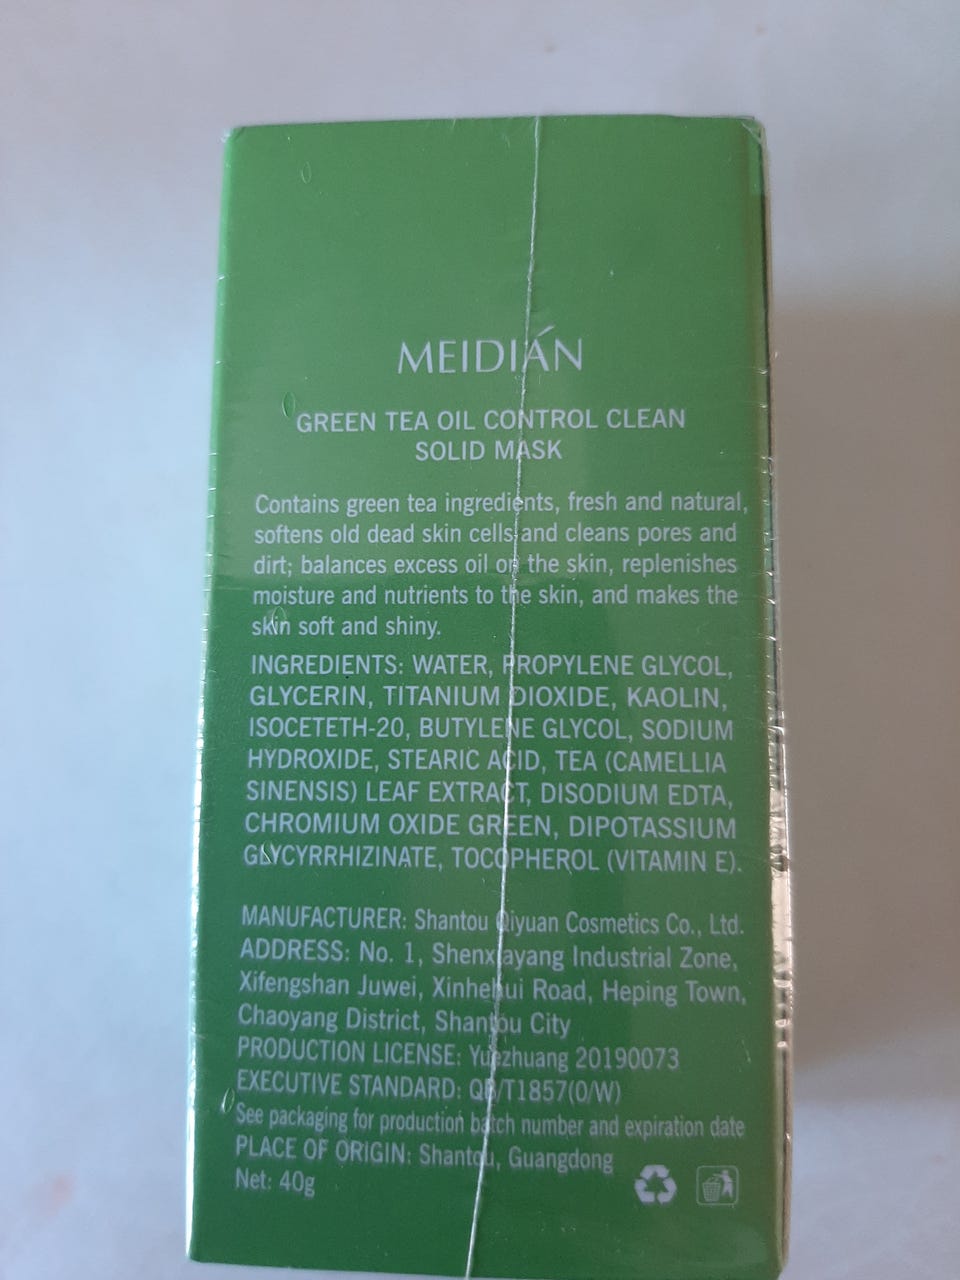 MEIDIÁN
GREEN TEA OIL CONTROL CLEAN
SOLID MASK
Contains green tea ingredients, fresh and natural,
softens old dead skin cells and cleans pores and
dirt; balances excess oil on the skin, replenishes
moisture and nutrients to the skin, and makes the
skin soft and shiny.
INGREDIENTS: WATER, PROPYLENE GLYCOL,
GLYCERIN, TITANIUM DIOXIDE, KAOLIN,
ISOCETETH-20, BUTYLENE GLYCOL, SODIUM
HYDROXIDE, STEARIC ACID, TEA (CAMELLIA
SINENSIS) LEAF EXTRACT, DISODIUM EDTA,
CHROMIUM OXIDE GREEN, DIPOTASSIUM
GLYCYRRHIZINATE, TOCOPHEROL (VITAMIN E).
MANUFACTURER: Shantou Qiyuan Cosmetics Co., Ltd.
ADDRESS: No. 1, Shenxiayang Industrial Zone,
Xifengshan Juwei, Xinhehui Road, Heping Town,
Chaoyang District, Shantou City
PRODUCTION LICENSE: Yuezhuang 20190073
EXECUTIVE STANDARD: QB/T1857(O/W)
See packaging for production batch number and expiration date
PLACE OF ORIGIN: Shantou, Guangdong
Net: 40g